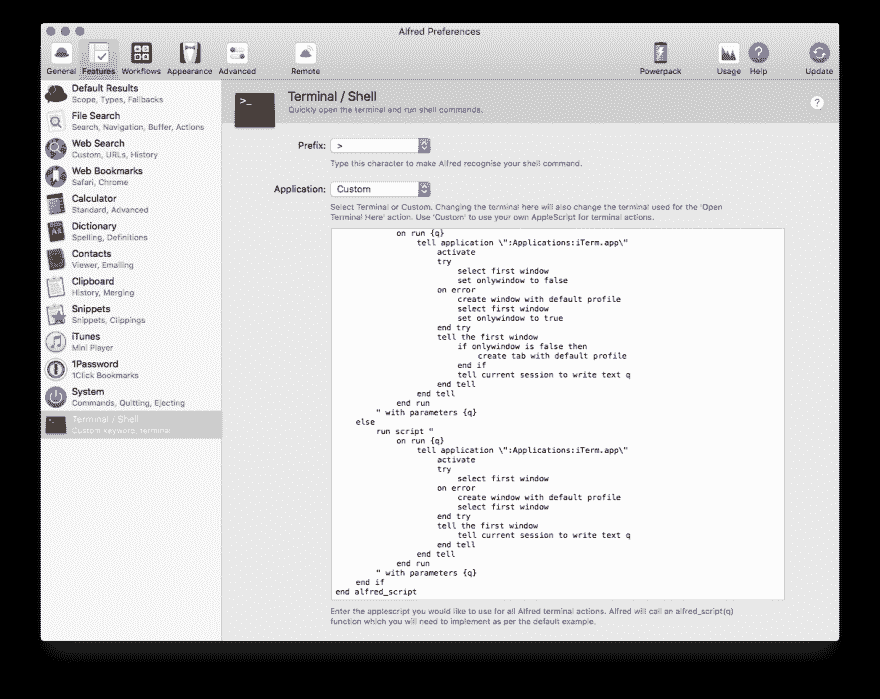 Alfred Preferences
General Features Workflows Appearance Advanced Remote Powerpack Usage Help Update
Default Results
Scope, Types, Fallbacks
File Search
Search, Navigation, Buffer, Actions
Web Search
Custom, URLs, History
Web Bookmarks
Safari, Chrome
Calculator
Standard, Advanced
Dictionary
Spelling, Definitions
Contacts
Viewer, Emailing
Clipboard
History, Merging
Snippets
Snippets, Clippings
iTunes
Mini Player
1Password
1Click Bookmarks
System
Commands, Quitting, Ejecting
Terminal / Shell
Custom keyword, terminal
>_
Terminal / Shell
Quickly open the terminal and run shell commands.
?
Prefix: >
Type this character to make Alfred recognise your shell command.
Application: Custom
Select Terminal or Custom. Changing the terminal here will also change the terminal used for the 'Open
Terminal Here' action. Use 'Custom' to use your own AppleScript for terminal actions.
on run {q}
tell application \":Applications:iTerm.app\"
activate
try
select first window
set onlywindow to false
on error
create window with default profile
select first window
set onlywindow to true
end try
tell the first window
if onlywindow is false then
create tab with default profile
end if
tell current session to write text q
end tell
end tell
end run
" with parameters {q}
else
run script "
on run {q}
tell application \":Applications:iTerm.app\"
activate
try
select first window
on error
create window with default profile
select first window
end try
tell the first window
tell current session to write text q
end tell
end tell
end run
" with parameters {q}
end if
end alfred_script
Enter the applescript you would like to use for all Alfred terminal actions. Alfred will call an alfred_script(q)
function which you will need to implement as per the default example.